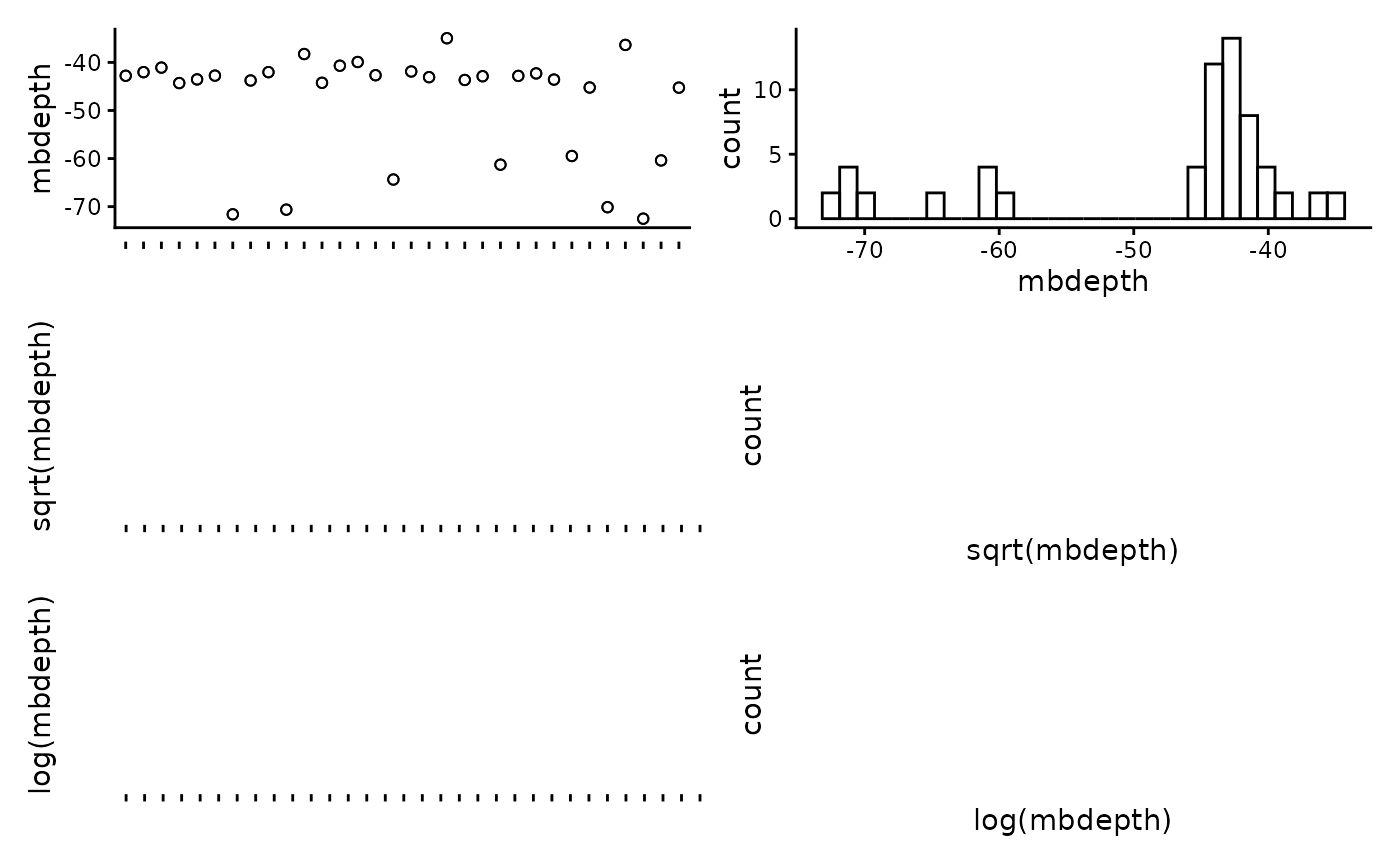 mbdepth
-40
-50
-60
-70
count
10
5
0
-70 -60 -50 -40
mbdepth
sqrt(mbdepth)
count
sqrt(mbdepth)
log(mbdepth)
count
log(mbdepth)